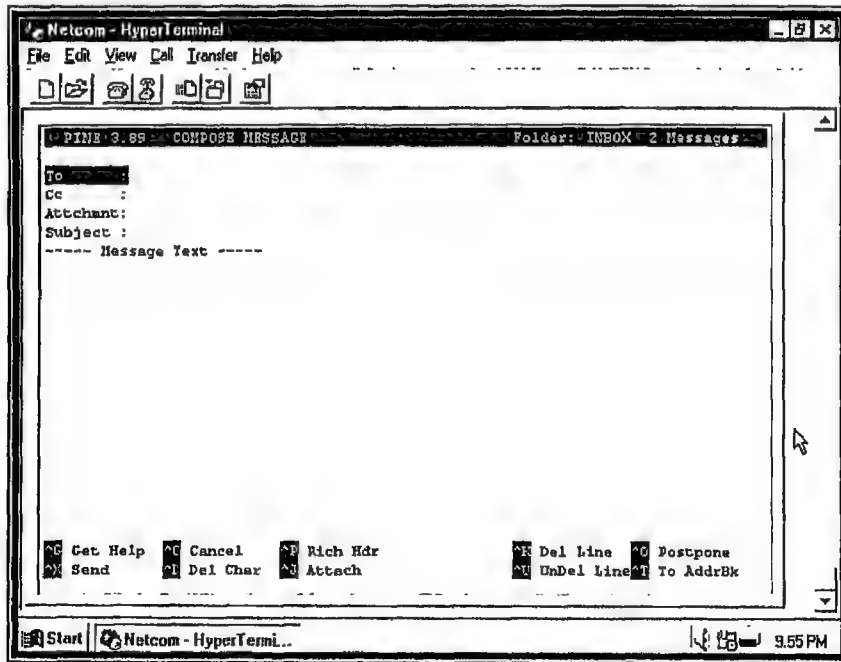 Netcom - HyperTerminal
File Edit View Call Transfer Help
PINE 3.89 COMPOSE MESSAGE Folder: INBOX 2 Messages
To :
Cc :
Attchmnt:
Subject :
----- Message Text -----
^G Get Help ^C Cancel ^R Rich Hdr ^K Del Line ^O Postpone
^X Send ^D Del Char ^J Attach ^U UnDel Line ^T To AddrBk
Start Netcom - HyperTermi... 9:55 PM